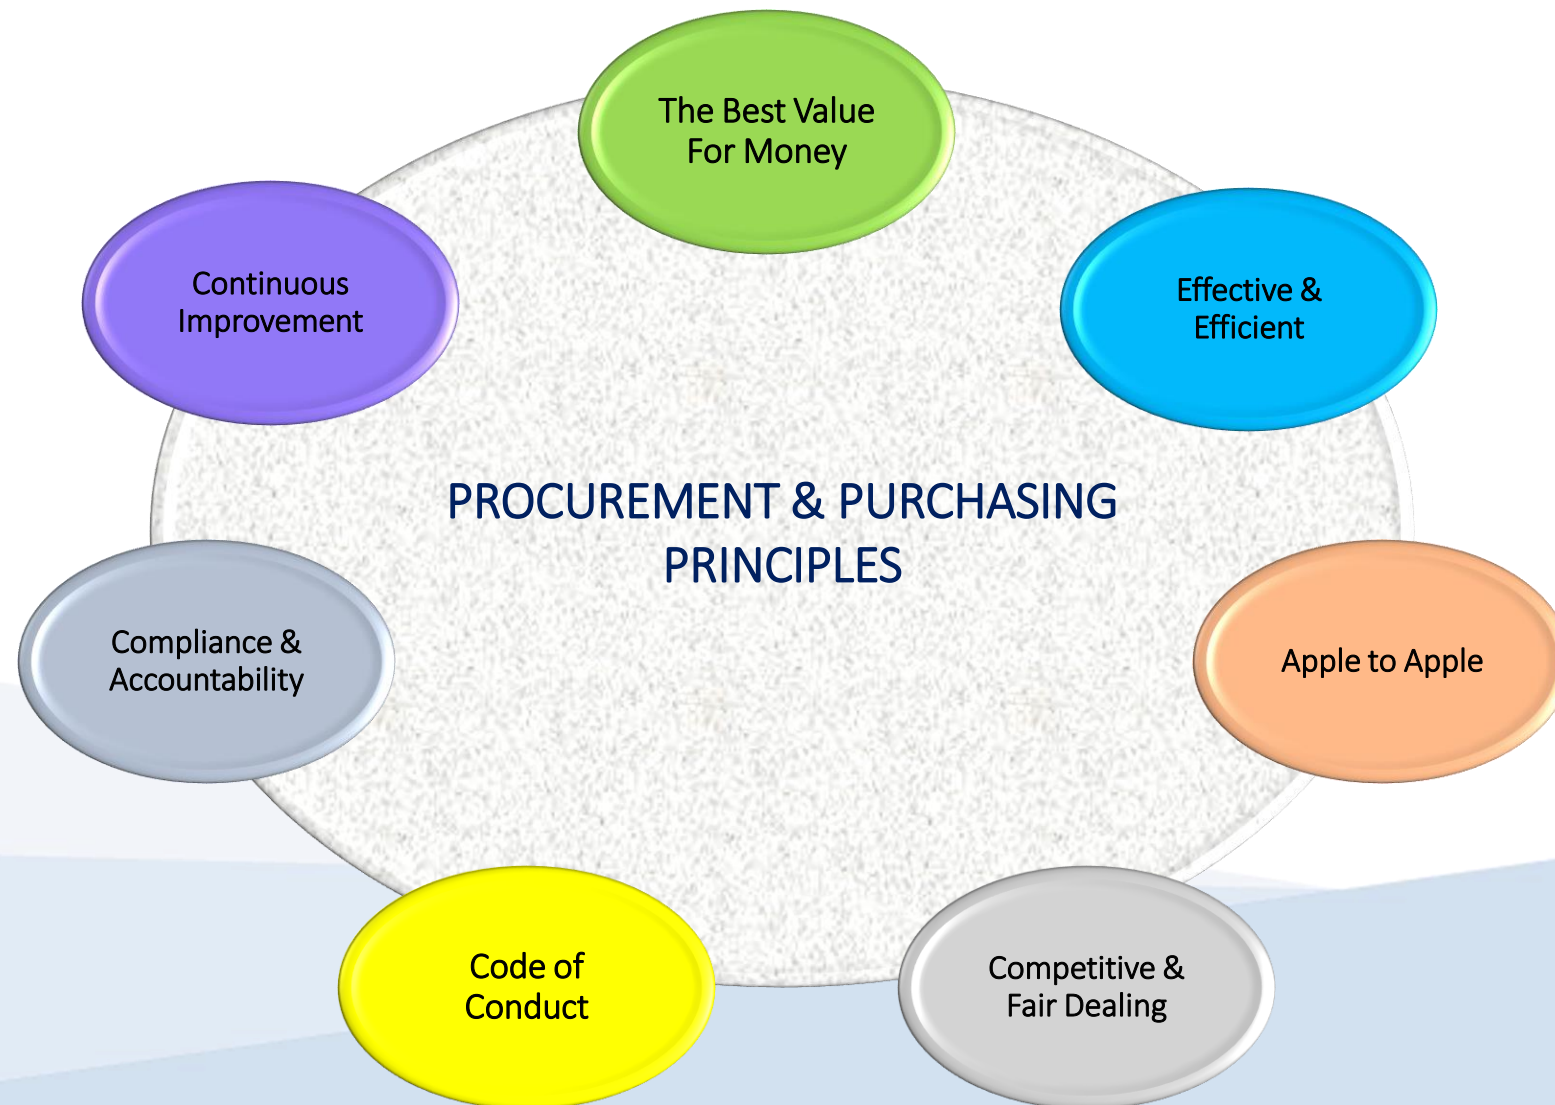 The Best Value
For Money
Continuous
Improvement
Effective &
Efficient
PROCUREMENT & PURCHASING
PRINCIPLES
Compliance &
Accountability
Apple to Apple
Code of
Conduct
Competitive &
Fair Dealing